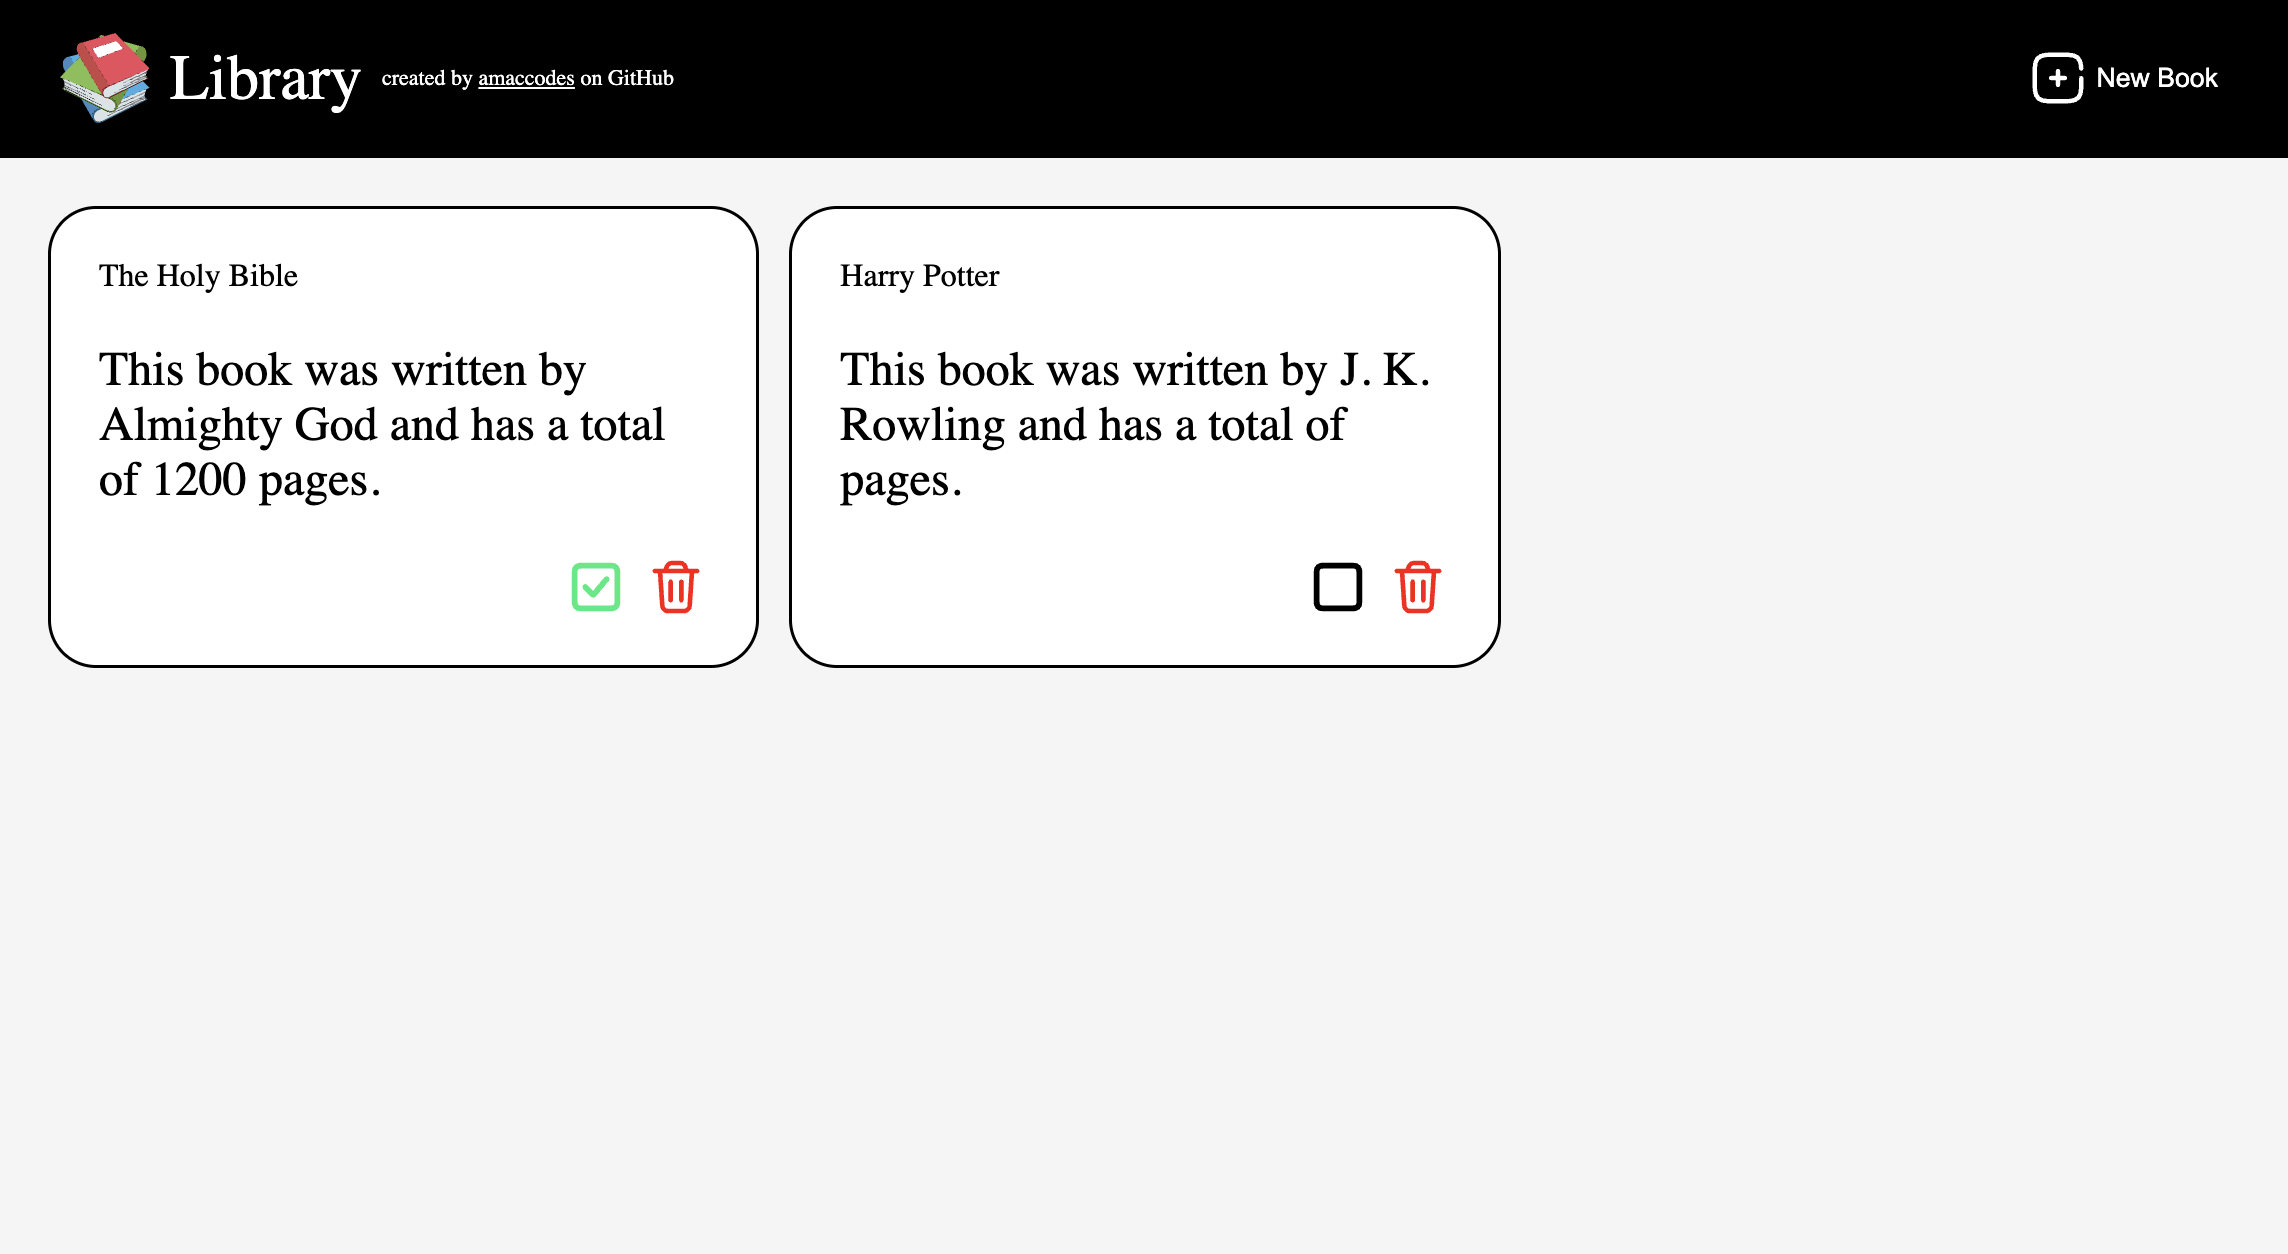 Library created by amaccodes on GitHub
New Book
The Holy Bible
This book was written by
Almighty God and has a total
of 1200 pages.
Harry Potter
This book was written by J. K.
Rowling and has a total of
pages.